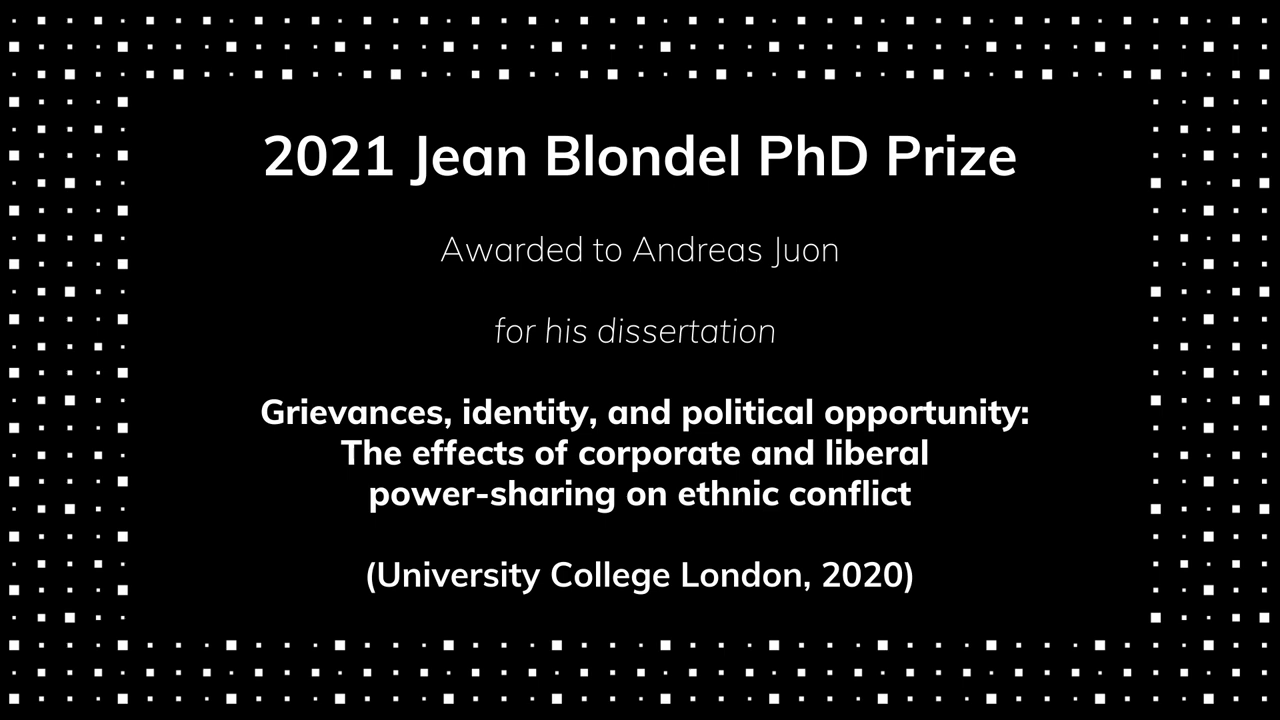 2021 Jean Blondel PhD Prize
Awarded to Andreas Juon
for his dissertation
Grievances, identity, and political opportunity:
The effects of corporate and liberal
power-sharing on ethnic conflict
(University College London, 2020)